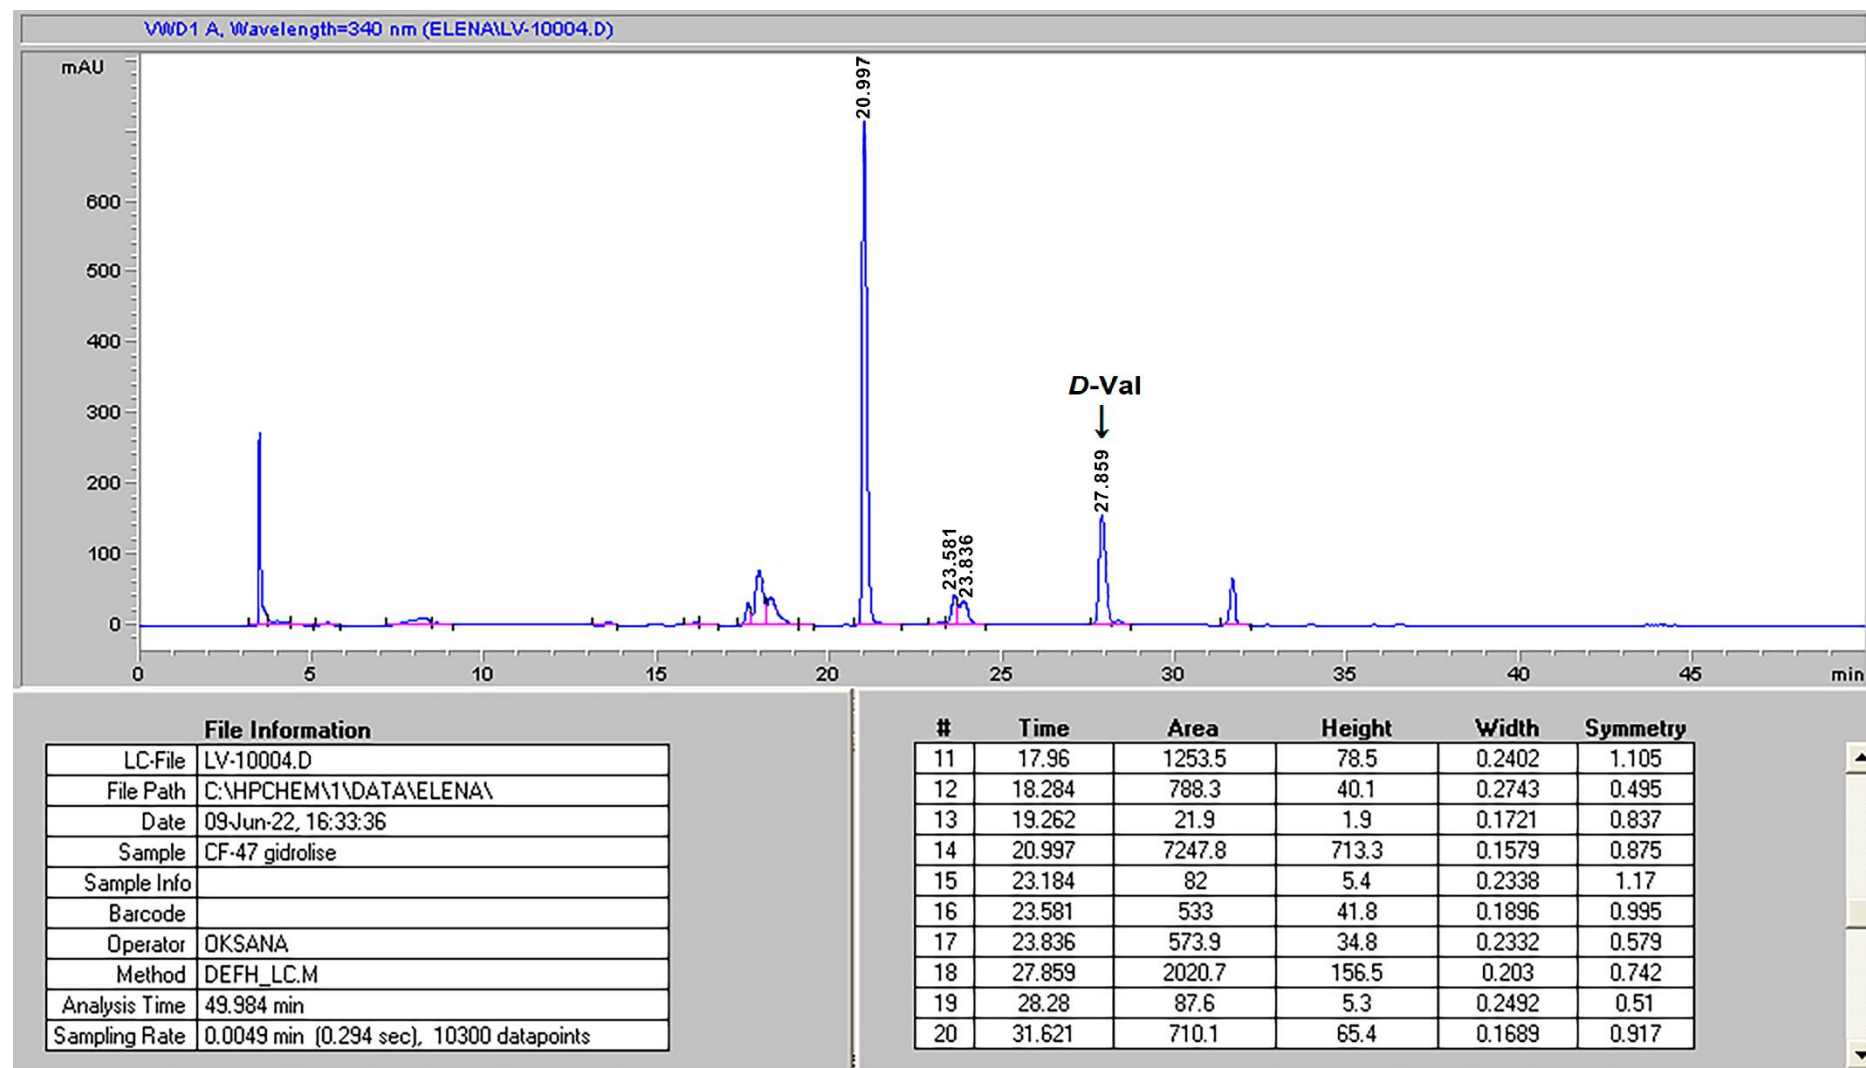 VWD1 A, Wavelength=340 nm (ELENA\LV-10004.D)
mAU
600
500
400
300
200
100
0
20.997
D-Val
↓
27.859
23.581
23.836
0 5 10 15 20 25 30 35 40 45 min
File Information
LC-File LV-10004.D
File Path C:\HPCHEM\1\DATA\ELENA\
Date 09-Jun-22, 16:33:36
Sample CF-47 gidrolise
Sample Info
Barcode
Operator OKSANA
Method DEFH_LC.M
Analysis Time 49.984 min
Sampling Rate 0.0049 min (0.294 sec), 10300 datapoints
# Time Area Height Width Symmetry
11 17.96 1253.5 78.5 0.2402 1.105
12 18.284 788.3 40.1 0.2743 0.495
13 19.262 21.9 1.9 0.1721 0.837
14 20.997 7247.8 713.3 0.1579 0.875
15 23.184 82 5.4 0.2338 1.17
16 23.581 533 41.8 0.1896 0.995
17 23.836 573.9 34.8 0.2332 0.579
18 27.859 2020.7 156.5 0.203 0.742
19 28.28 87.6 5.3 0.2492 0.51
20 31.621 710.1 65.4 0.1689 0.917